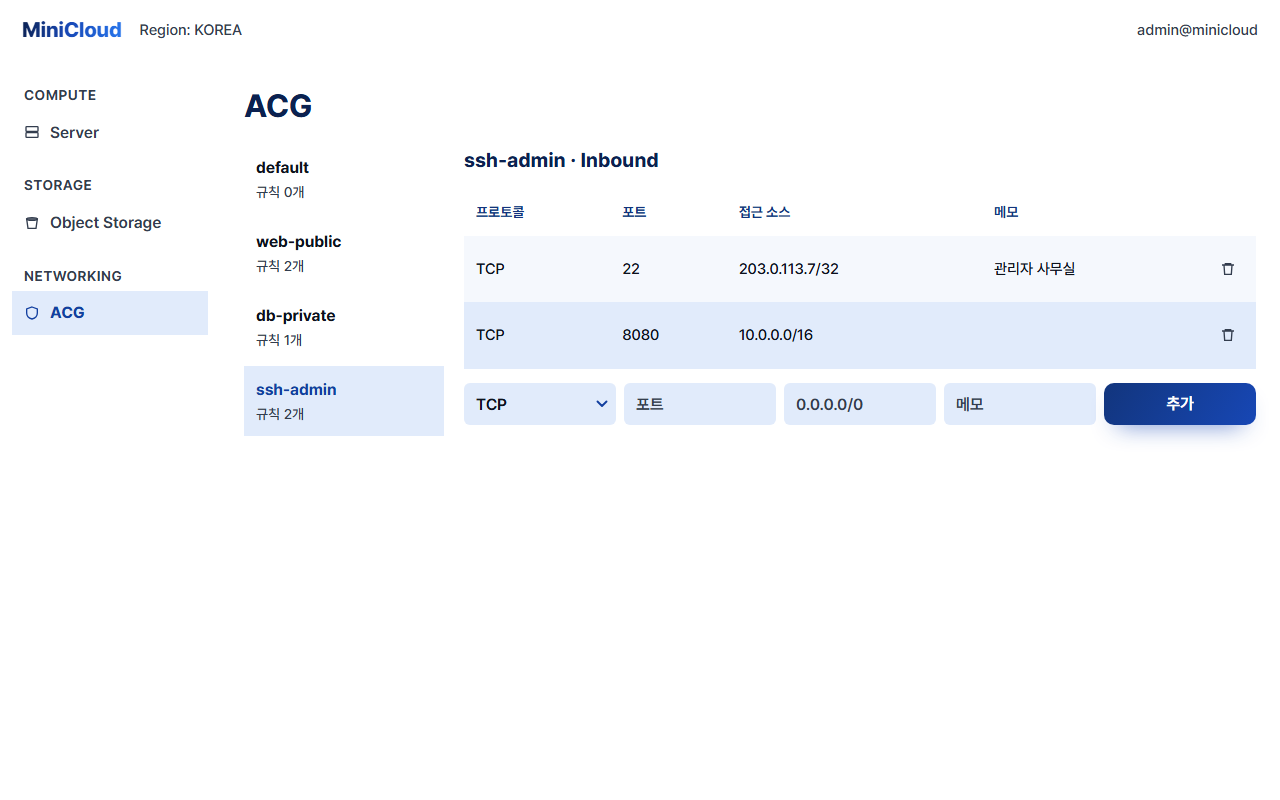 MiniCloud Region: KOREA admin@minicloud
COMPUTE
Server
STORAGE
Object Storage
NETWORKING
ACG
ACG
default
규칙 0개
web-public
규칙 2개
db-private
규칙 1개
ssh-admin
규칙 2개
ssh-admin · Inbound
프로토콜 포트 접근 소스 메모
TCP 22 203.0.113.7/32 관리자 사무실
TCP 8080 10.0.0.0/16
TCP 포트 0.0.0.0/0 메모 추가